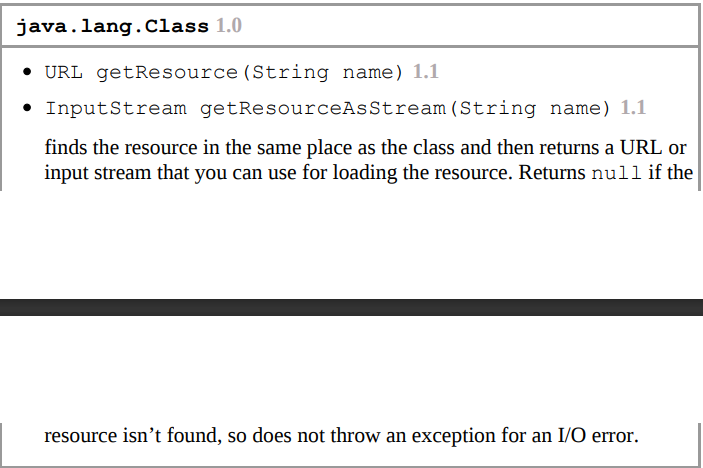 java.lang.Class 1.0
• URL getResource(String name) 1.1
• InputStream getResourceAsStream(String name) 1.1
finds the resource in the same place as the class and then returns a URL or
input stream that you can use for loading the resource. Returns null if the
resource isn’t found, so does not throw an exception for an I/O error.